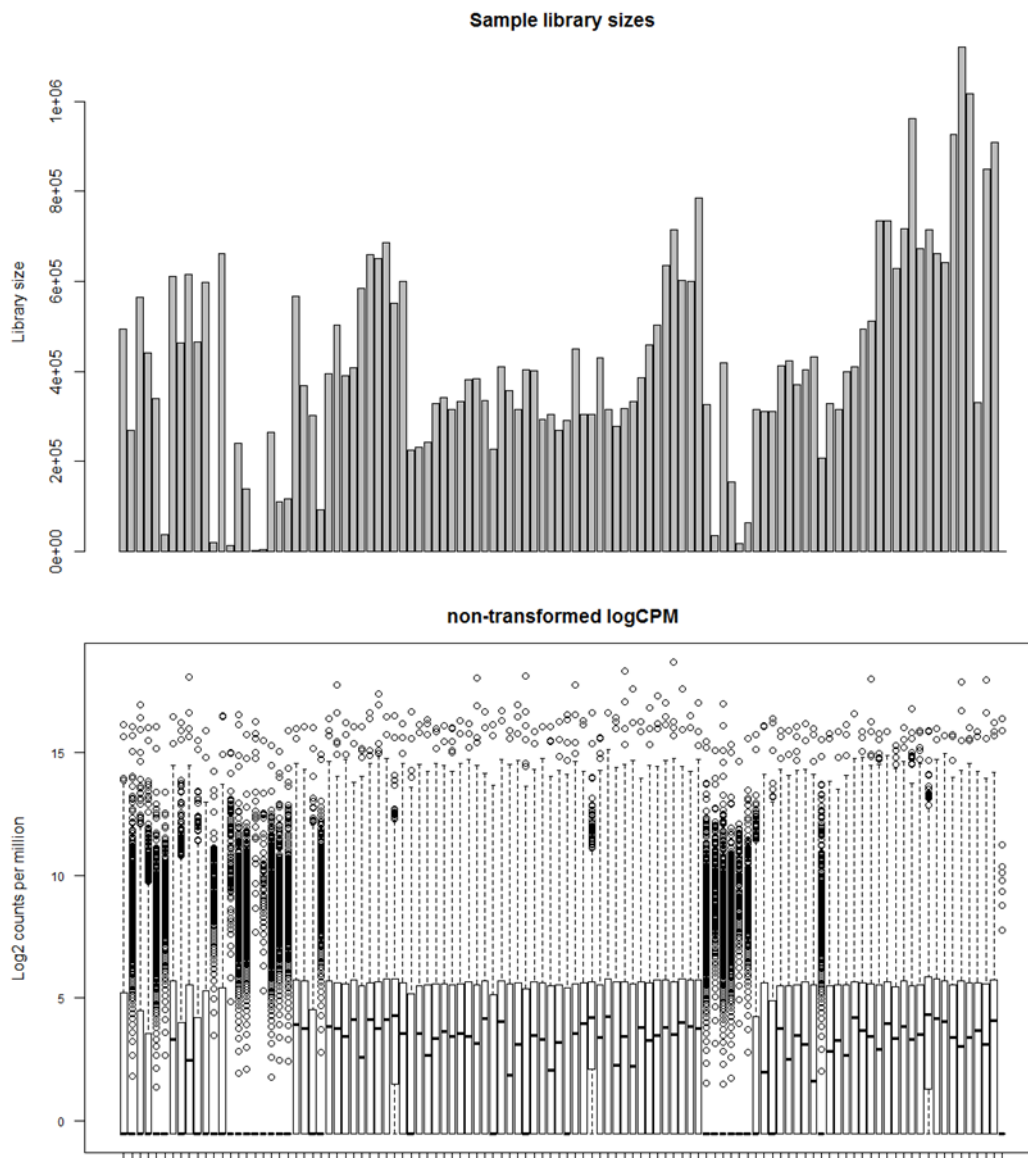 Sample library sizes
Library size
1e+06
8e+05
6e+05
4e+05
2e+05
0e+00
non-transformed logCPM
Log2 counts per million
15
10
5
0